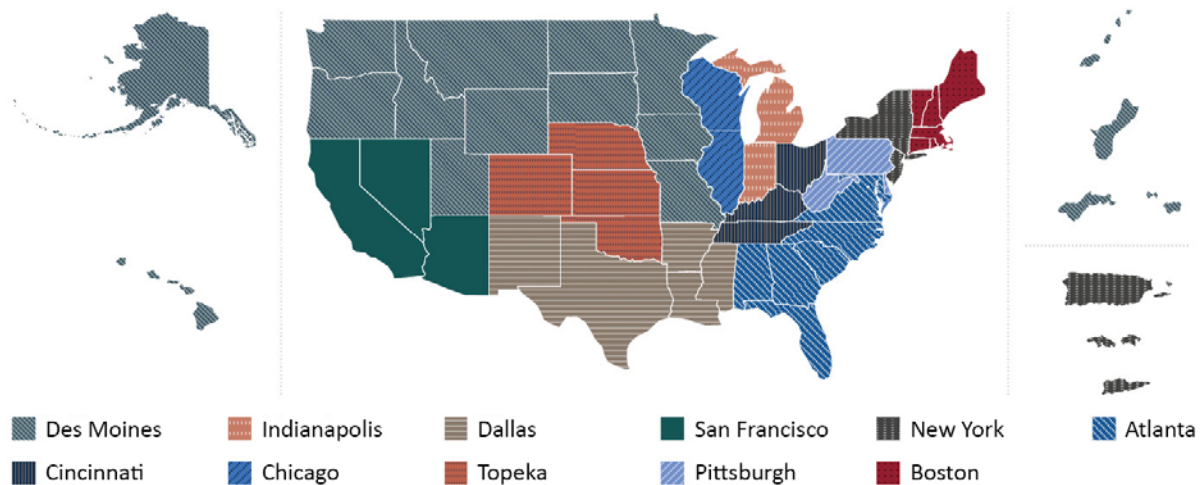 Des Moines Indianapolis Dallas San Francisco New York Atlanta
Cincinnati Chicago Topeka Pittsburgh Boston